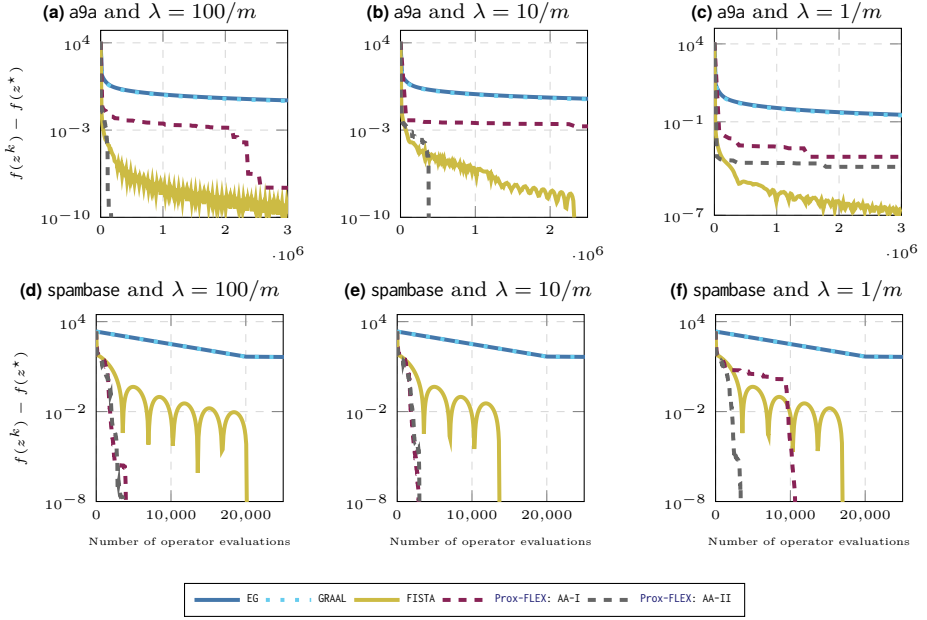 (a) a9a and λ = 100/m
(b) a9a and λ = 10/m
(c) a9a and λ = 1/m
f(z^k) − f(z^⋆)
10^4
10^−3
10^−10
0 1 2 3
·10^6
10^4
10^−3
10^−10
0 1 2
·10^6
10^4
10^−1
10^−7
0 1 2 3
·10^6
(d) spambase and λ = 100/m
(e) spambase and λ = 10/m
(f) spambase and λ = 1/m
f(z^k) − f(z^⋆)
10^4
10^−2
10^−8
0 10,000 20,000
Number of operator evaluations
10^4
10^−2
10^−8
0 10,000 20,000
Number of operator evaluations
10^4
10^−2
10^−8
0 10,000 20,000
Number of operator evaluations
EG GRAAL FISTA Prox-FLEX: AA-I Prox-FLEX: AA-II